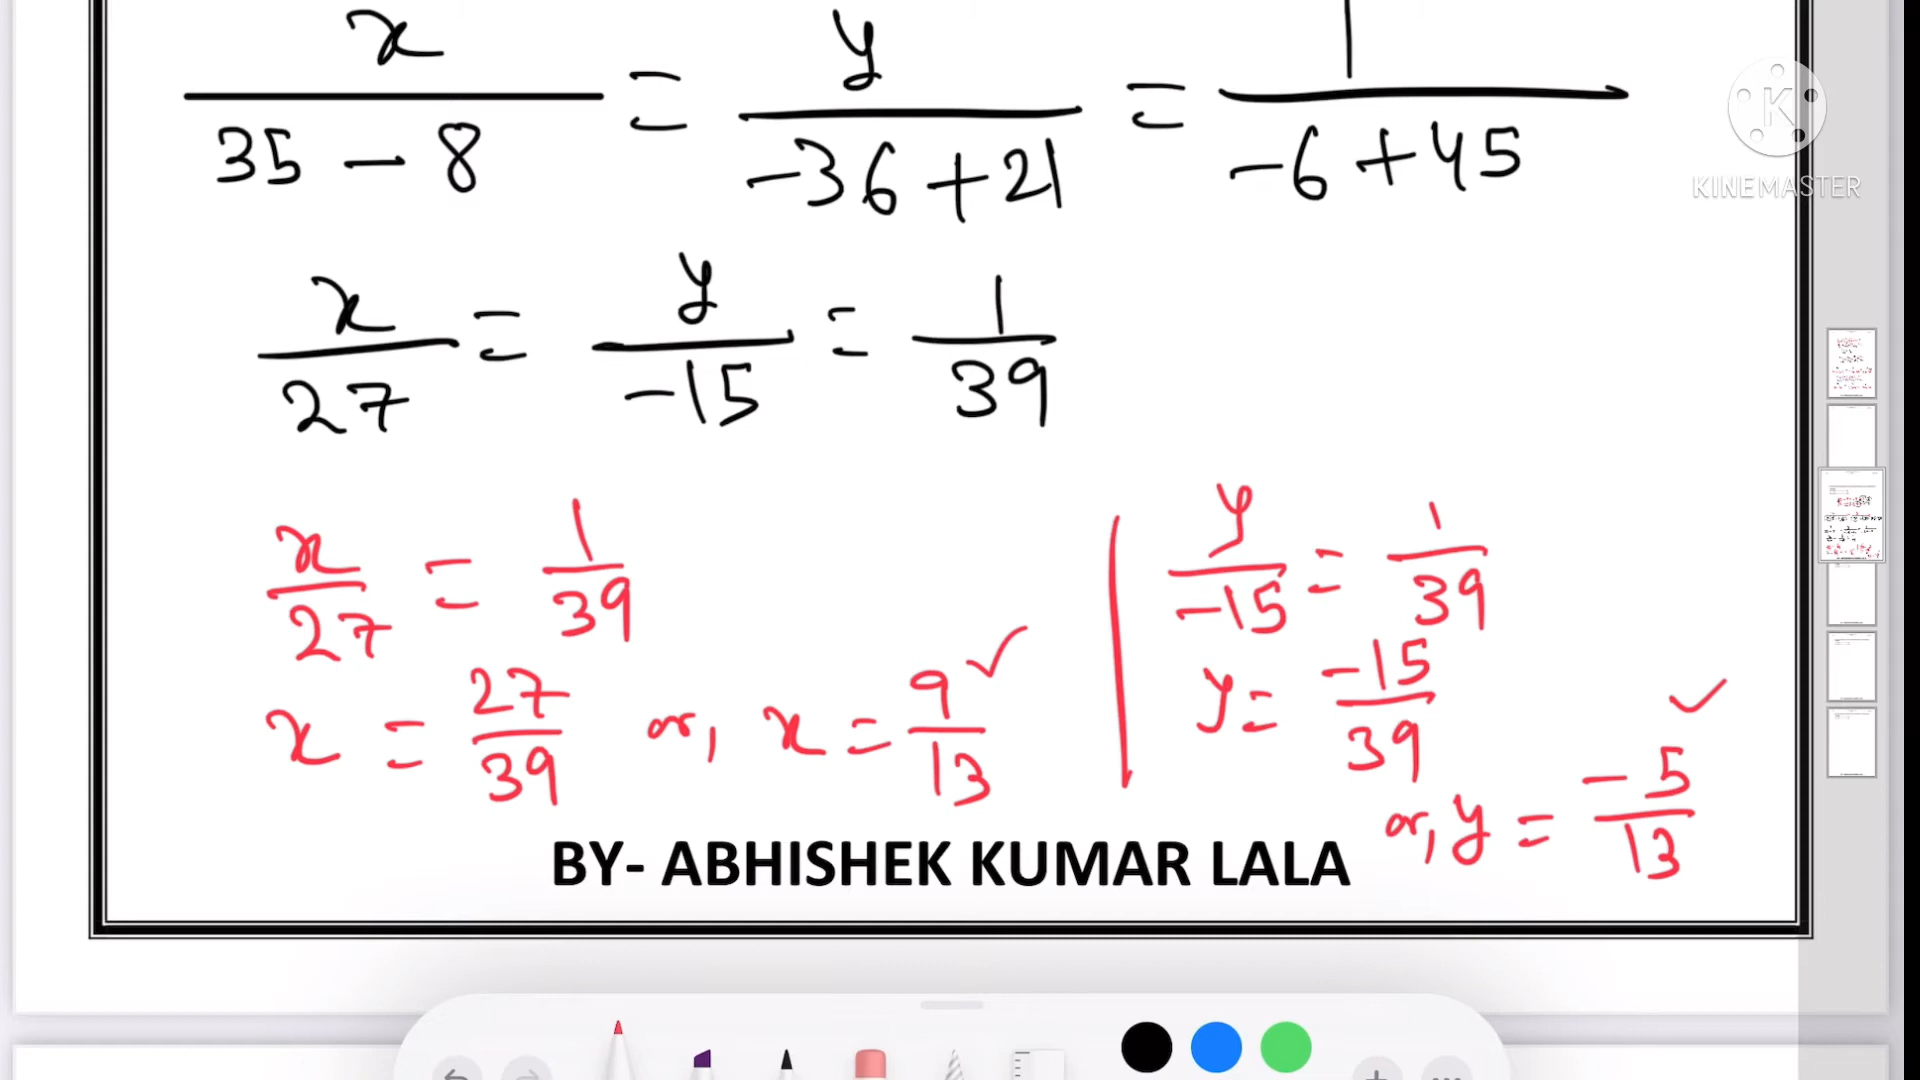 x/(35 - 8) = y/(-36 + 21) = 1/(-6 + 45)
KINEMASTER
x/27 = y/-15 = 1/39
x/27 = 1/39
x = 27/39 or, x = 9/13 ✓
y/-15 = 1/39
y = -15/39
or, y = -5/13 ✓
BY- ABHISHEK KUMAR LALA